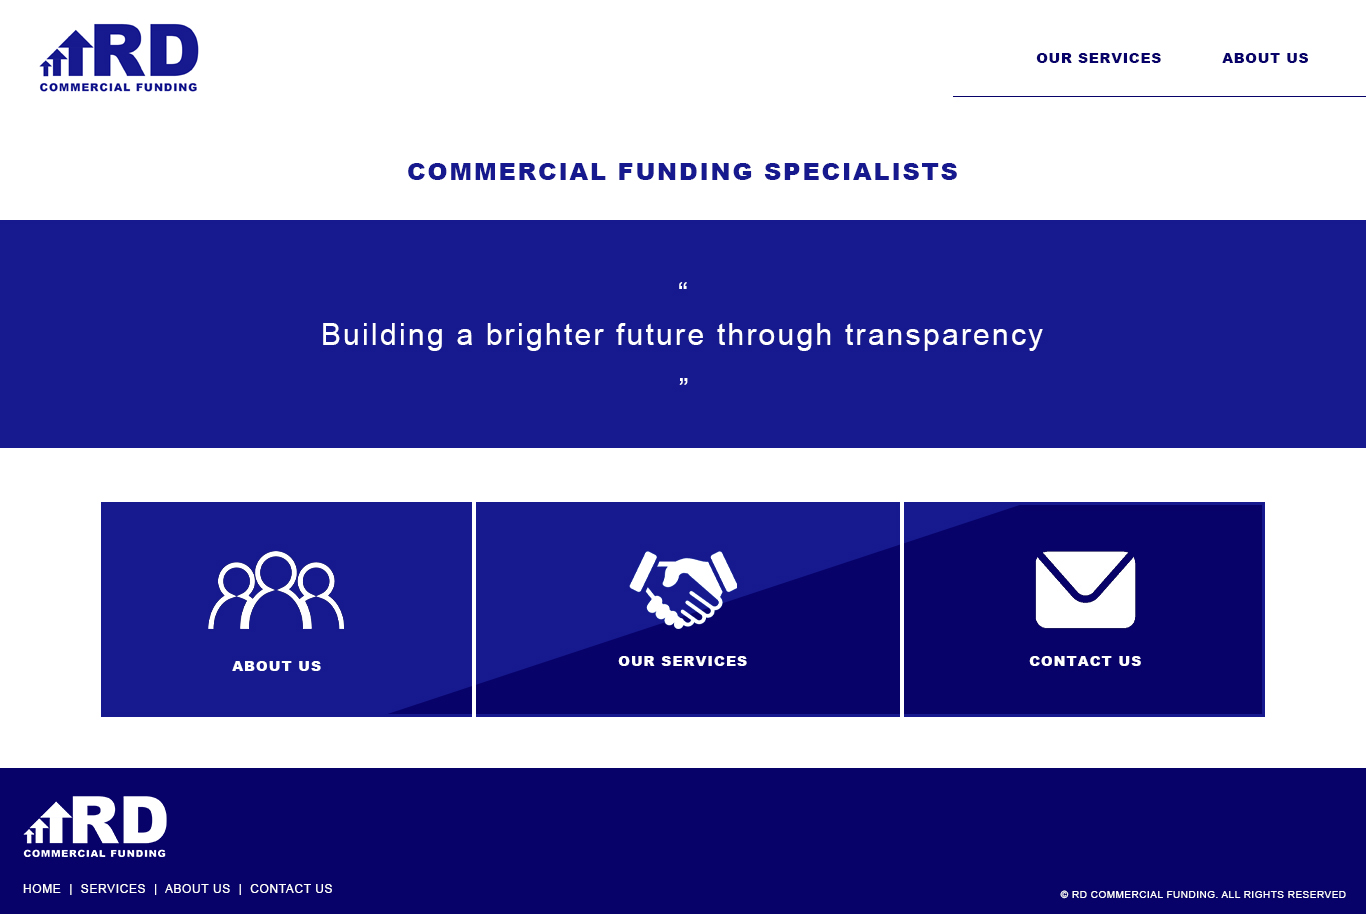 RD
COMMERCIAL FUNDING
OUR SERVICES ABOUT US
COMMERCIAL FUNDING SPECIALISTS
“
Building a brighter future through transparency
”
ABOUT US
OUR SERVICES
CONTACT US
RD
COMMERCIAL FUNDING
HOME | SERVICES | ABOUT US | CONTACT US
© RD COMMERCIAL FUNDING. ALL RIGHTS RESERVED